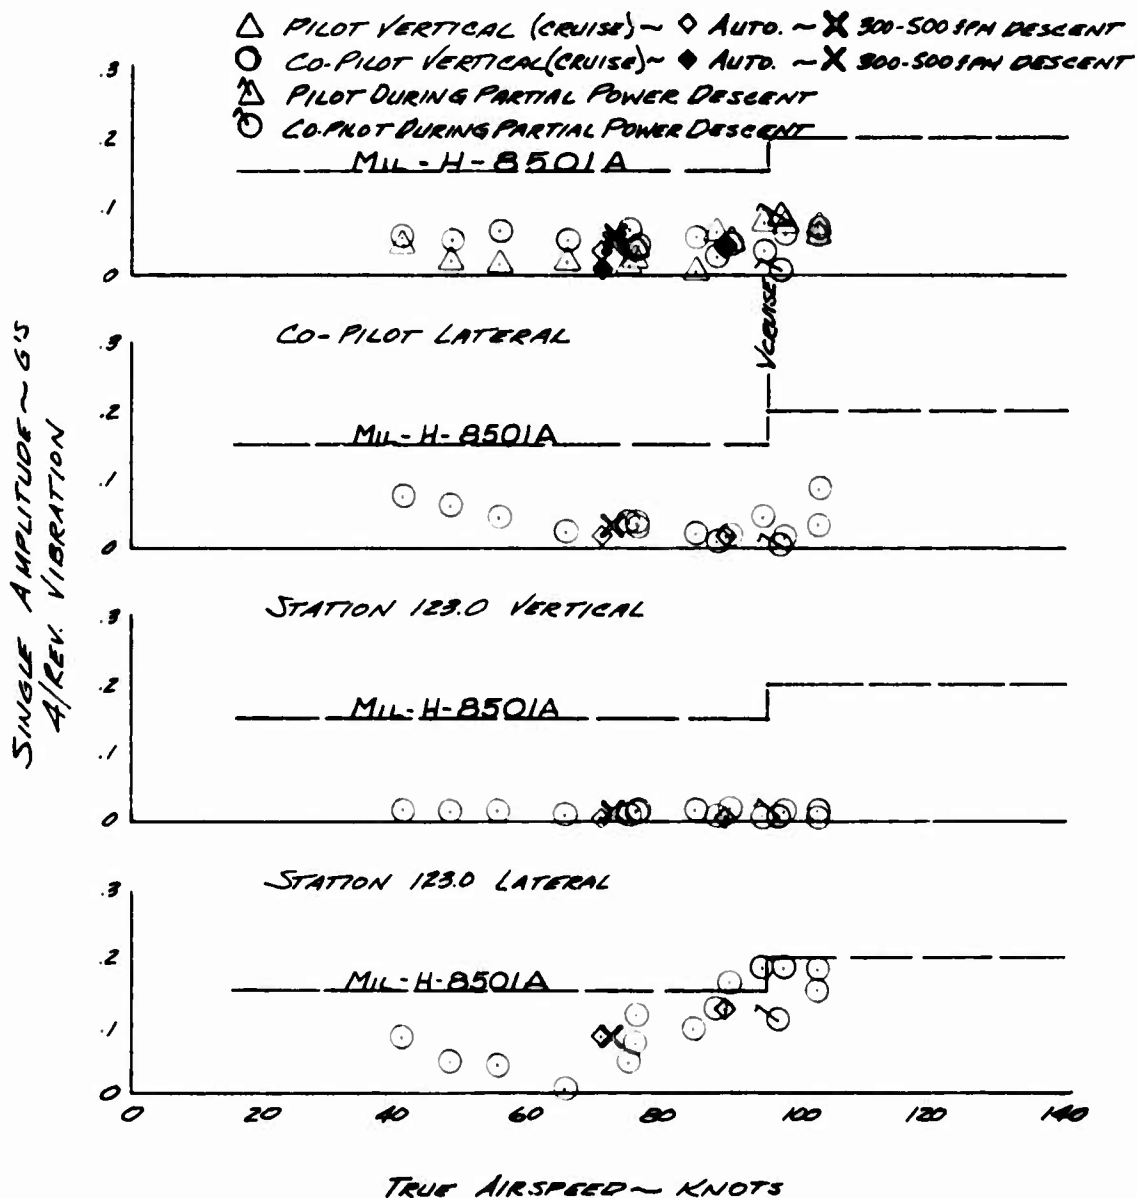 △ PILOT VERTICAL (CRUISE)~ ◇ AUTO. ~ X 300-500 FPM DESCENT
○ CO-PILOT VERTICAL (CRUISE)~ ◆ AUTO. ~ X 300-500 FPM DESCENT
PILOT DURING PARTIAL POWER DESCENT
CO-PILOT DURING PARTIAL POWER DESCENT
.3
.2
.1
0
MIL-H-8501A
VCRUISE
CO-PILOT LATERAL
.3
.2
.1
0
MIL-H-8501A
SINGLE AMPLITUDE ~ G'S
4/REV. VIBRATION
STATION 123.0 VERTICAL
.3
.2
.1
0
MIL-H-8501A
STATION 123.0 LATERAL
.3
.2
.1
0
MIL-H-8501A
0 20 40 60 80 100 120 140
TRUE AIRSPEED ~ KNOTS